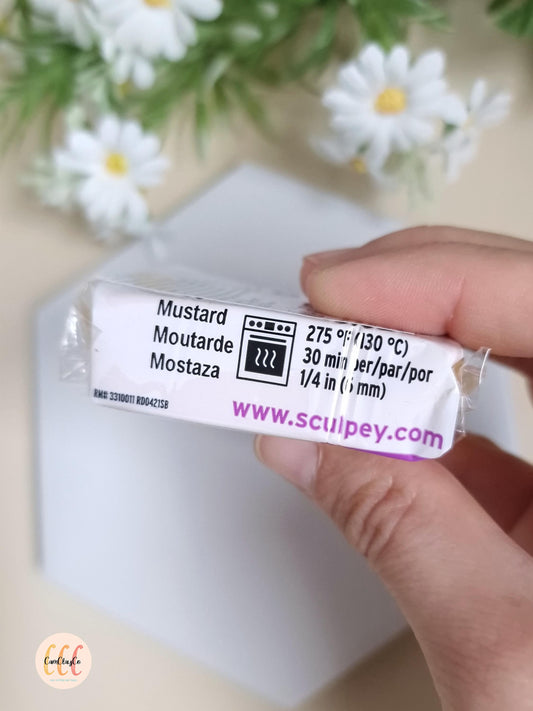 Mustard
Moutarde
Mostaza
275 °F (130 °C)
30 min per/par/por
1/4 in (6 mm)
RM# 3310011 RD0421SB
www.sculpey.com
CamCtusCo